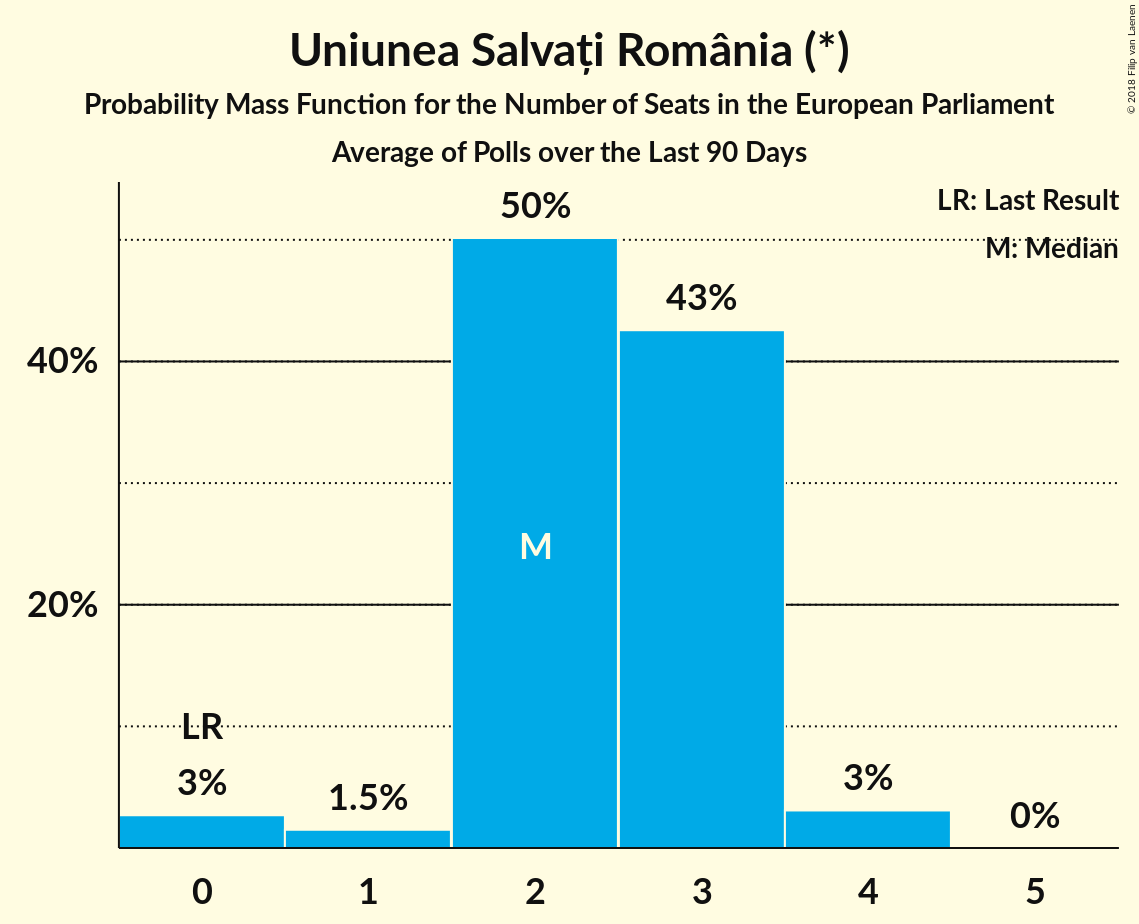 Uniunea Salvați România (*)
Probability Mass Function for the Number of Seats in the European Parliament
Average of Polls over the Last 90 Days
© 2018 Filip van Laenen
LR: Last Result
M: Median
50%
43%
40%
M
20%
LR
3%
1.5%
3%
0%
0 1 2 3 4 5